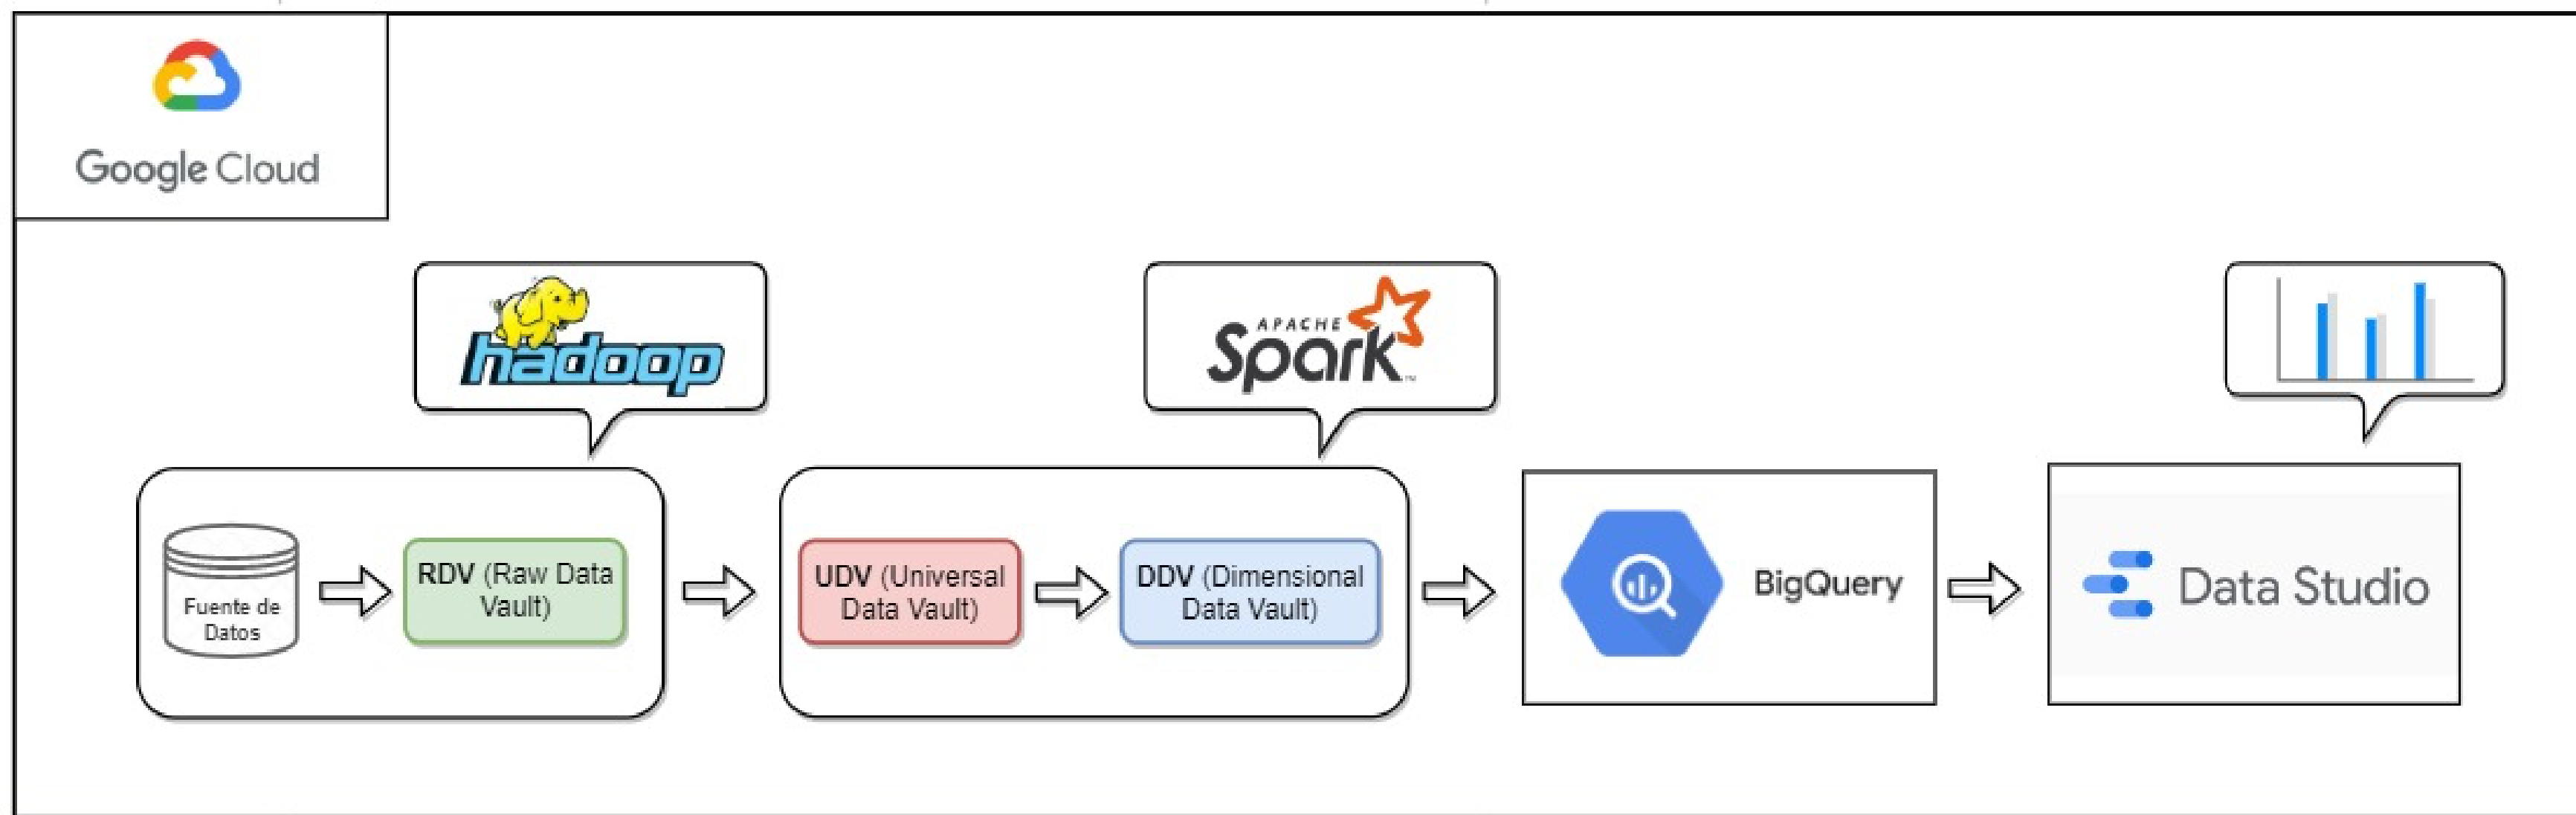 Google Cloud
hadoop
APACHE
Spark™
Fuente de
Datos
RDV (Raw Data
Vault)
UDV (Universal
Data Vault)
DDV (Dimensional
Data Vault)
BigQuery
Data Studio